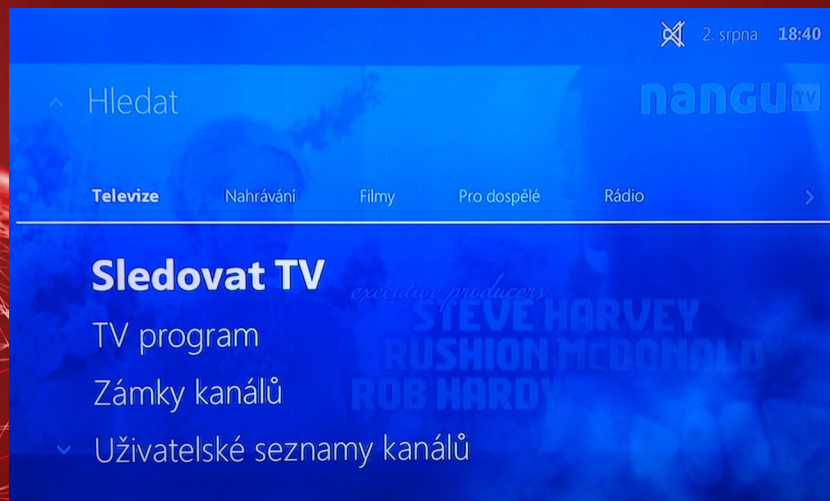 2. srpna 18:40
Hledat
nangu TV
Televize Nahrávání Filmy Pro dospělé Rádio
Sledovat TV
executive producers
STEVE HARVEY
TV program
RUSHION MCDONALD
Zámky kanálů
ROB HARDY
Uživatelské seznamy kanálů